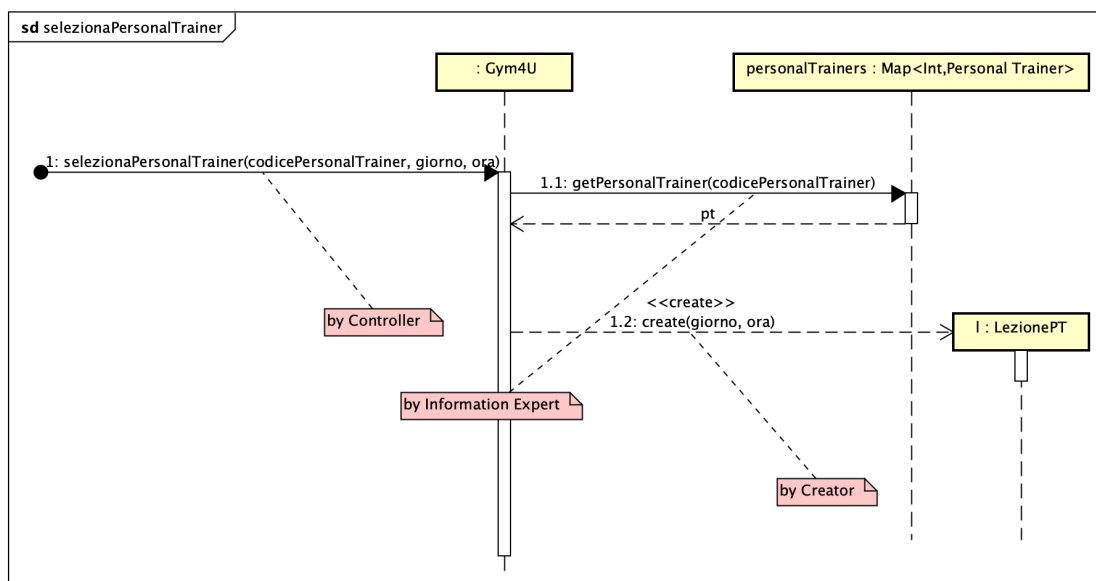 sd selezionaPersonalTrainer
: Gym4U
personalTrainers : Map<Int,Personal Trainer>
1: selezionaPersonalTrainer(codicePersonalTrainer, giorno, ora)
1.1: getPersonalTrainer(codicePersonalTrainer)
pt
<<create>>
by Controller
1.2: create(giorno, ora)
l : LezionePT
by Information Expert
by Creator